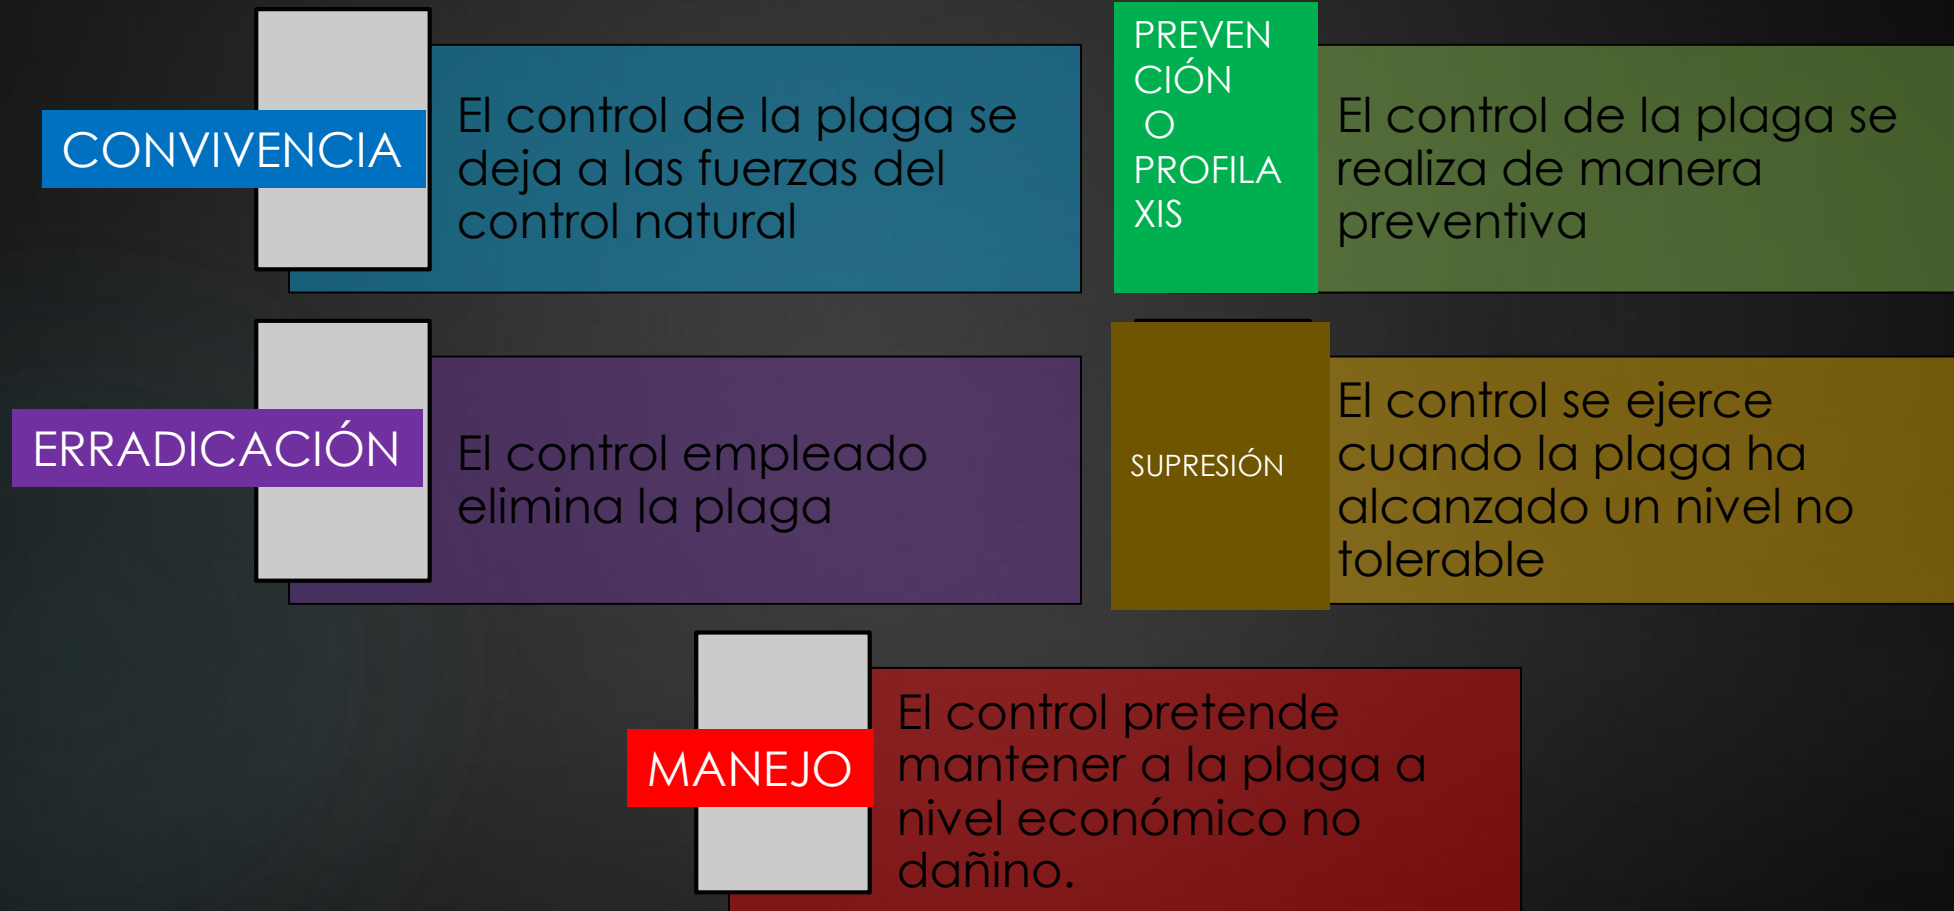 CONVIVENCIA
El control de la plaga se
deja a las fuerzas del
control natural
PREVEN
CIÓN
O
PROFILA
XIS
El control de la plaga se
realiza de manera
preventiva
ERRADICACIÓN
El control empleado
elimina la plaga
SUPRESIÓN
El control se ejerce
cuando la plaga ha
alcanzado un nivel no
tolerable
MANEJO
El control pretende
mantener a la plaga a
nivel económico no
dañino.